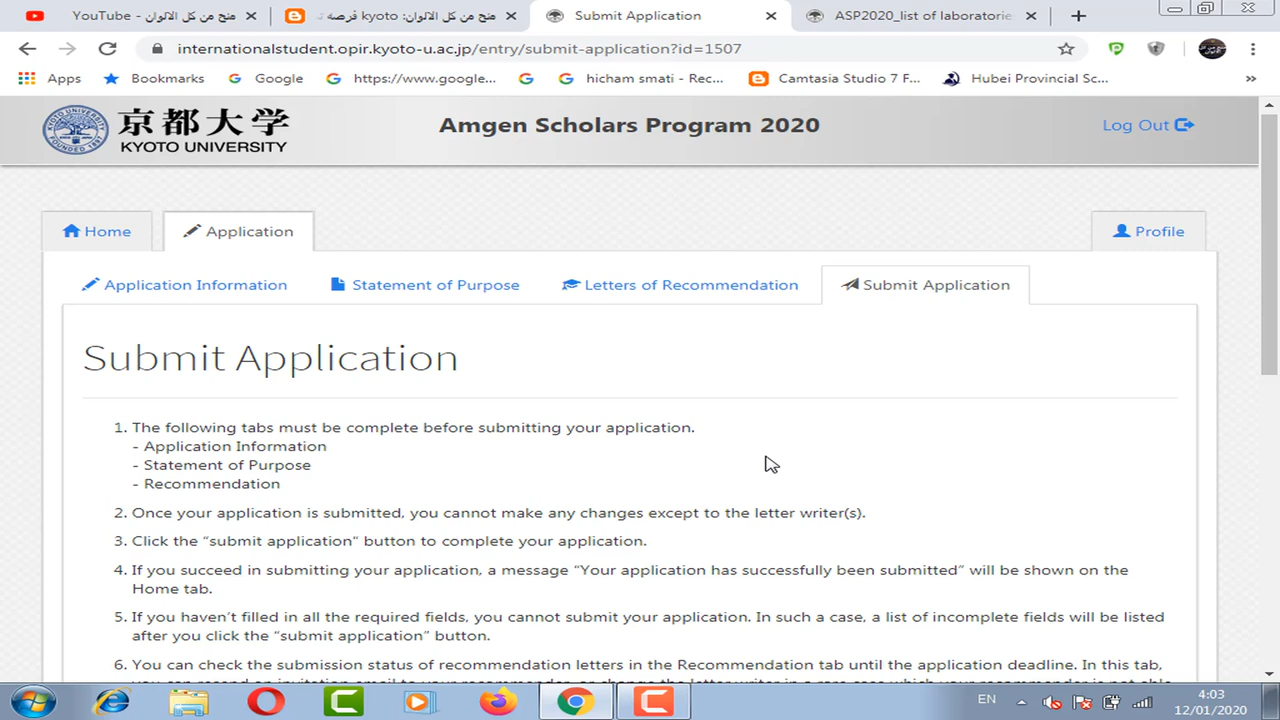 YouTube - منح من كل الالوان
منح من كل الالوان: kyoto فرصه ت
Submit Application
ASP2020_list of laboratorie
internationalstudent.opir.kyoto-u.ac.jp/entry/submit-application?id=1507
Apps
Bookmarks
Google
https://www.google...
hicham smati - Rec...
Camtasia Studio 7 F...
Hubei Provincial Sc...
»
京都大学
KYOTO UNIVERSITY
Amgen Scholars Program 2020
Log Out
Home
Application
Profile
Application Information
Statement of Purpose
Letters of Recommendation
Submit Application
Submit Application
1. The following tabs must be complete before submitting your application.
- Application Information
- Statement of Purpose
- Recommendation
2. Once your application is submitted, you cannot make any changes except to the letter writer(s).
3. Click the “submit application” button to complete your application.
4. If you succeed in submitting your application, a message “Your application has successfully been submitted” will be shown on the
Home tab.
5. If you haven’t filled in all the required fields, you cannot submit your application. In such a case, a list of incomplete fields will be listed
after you click the “submit application” button.
6. You can check the submission status of recommendation letters in the Recommendation tab until the application deadline. In this tab,
EN
4:03
12/01/2020